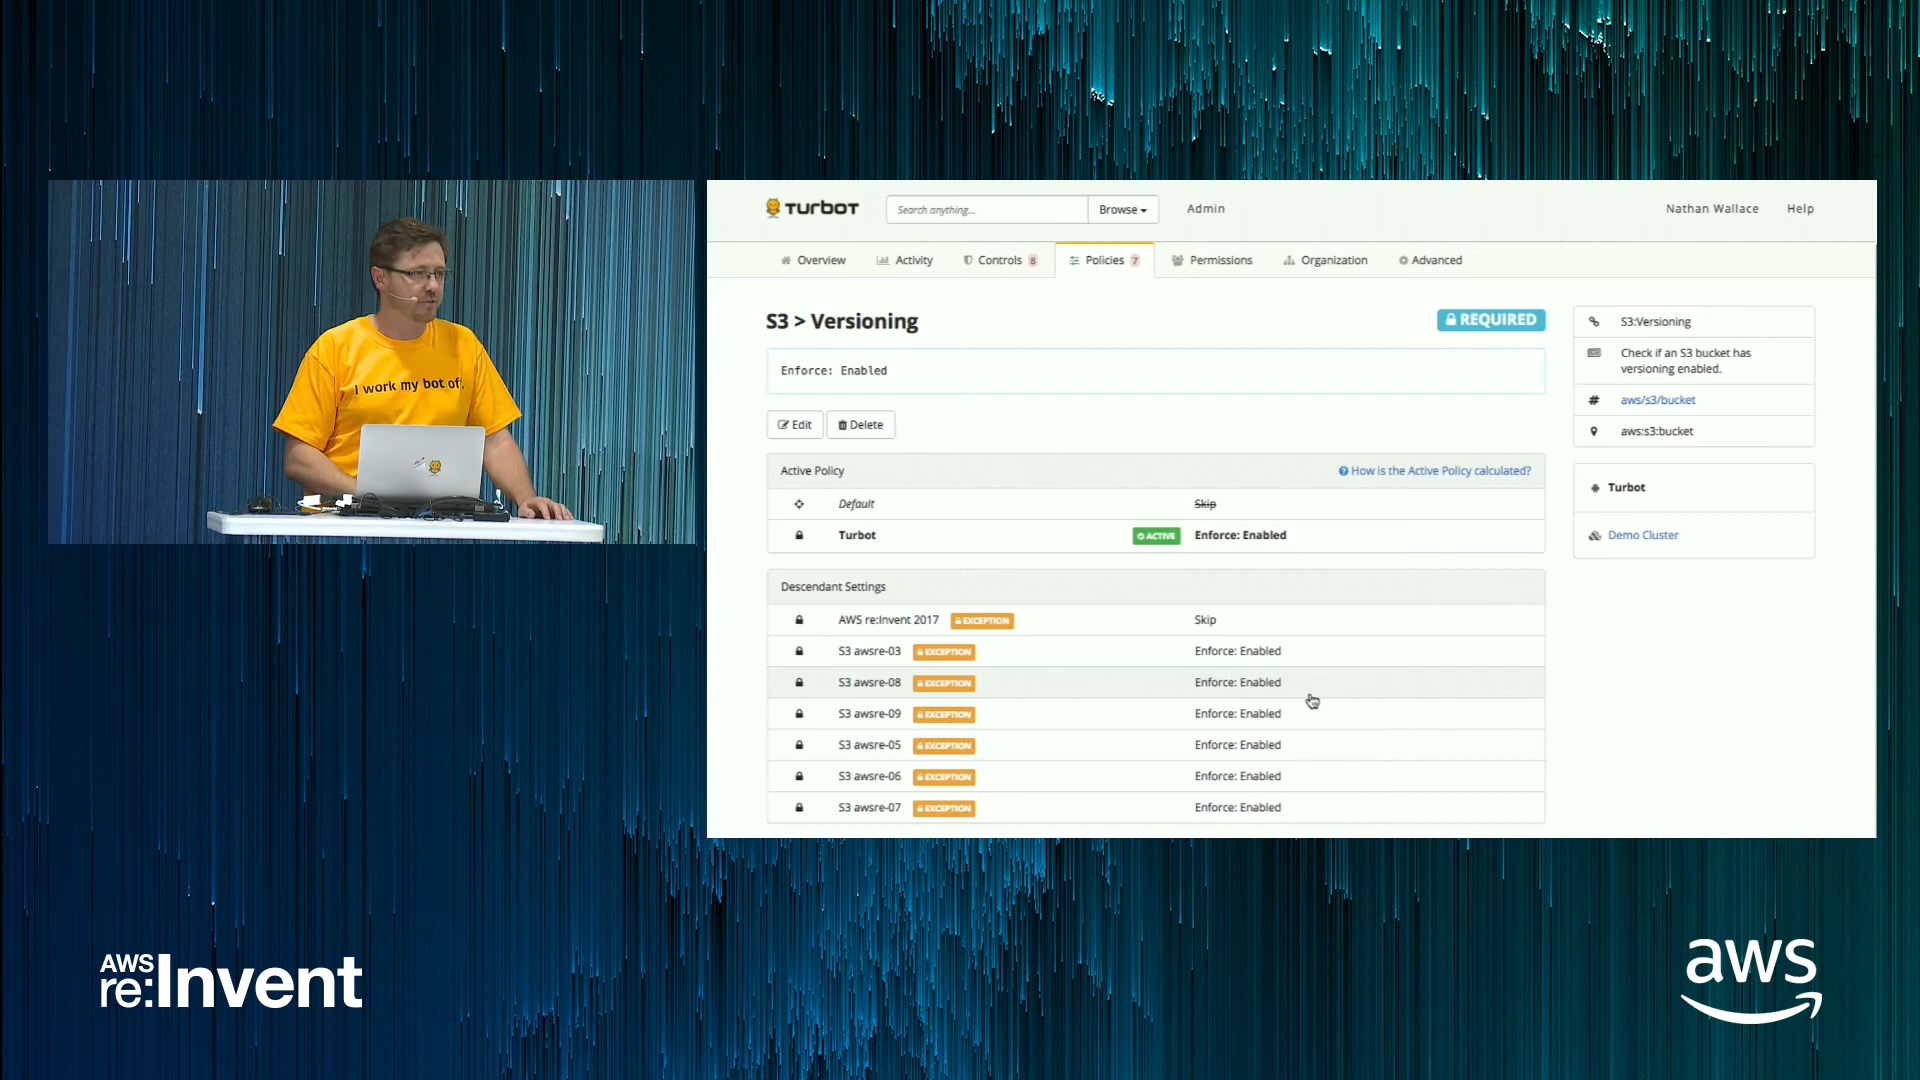 I work my bot off.
TURBOT
Search anything...
Browse
Admin
Nathan Wallace
Help
Overview
Activity
Controls 8
Policies 7
Permissions
Organization
Advanced
S3 > Versioning
REQUIRED
Enforce: Enabled
Edit
Delete
Active Policy
How is the Active Policy calculated?
Default
Skip
Turbot
ACTIVE
Enforce: Enabled
Descendant Settings
AWS re:Invent 2017 EXCEPTION Skip
S3 awsre-03 EXCEPTION Enforce: Enabled
S3 awsre-08 EXCEPTION Enforce: Enabled
S3 awsre-09 EXCEPTION Enforce: Enabled
S3 awsre-05 EXCEPTION Enforce: Enabled
S3 awsre-06 EXCEPTION Enforce: Enabled
S3 awsre-07 EXCEPTION Enforce: Enabled
S3:Versioning
Check if an S3 bucket has
versioning enabled.
aws/s3/bucket
aws:s3:bucket
Turbot
Demo Cluster
AWS
re:Invent
aws